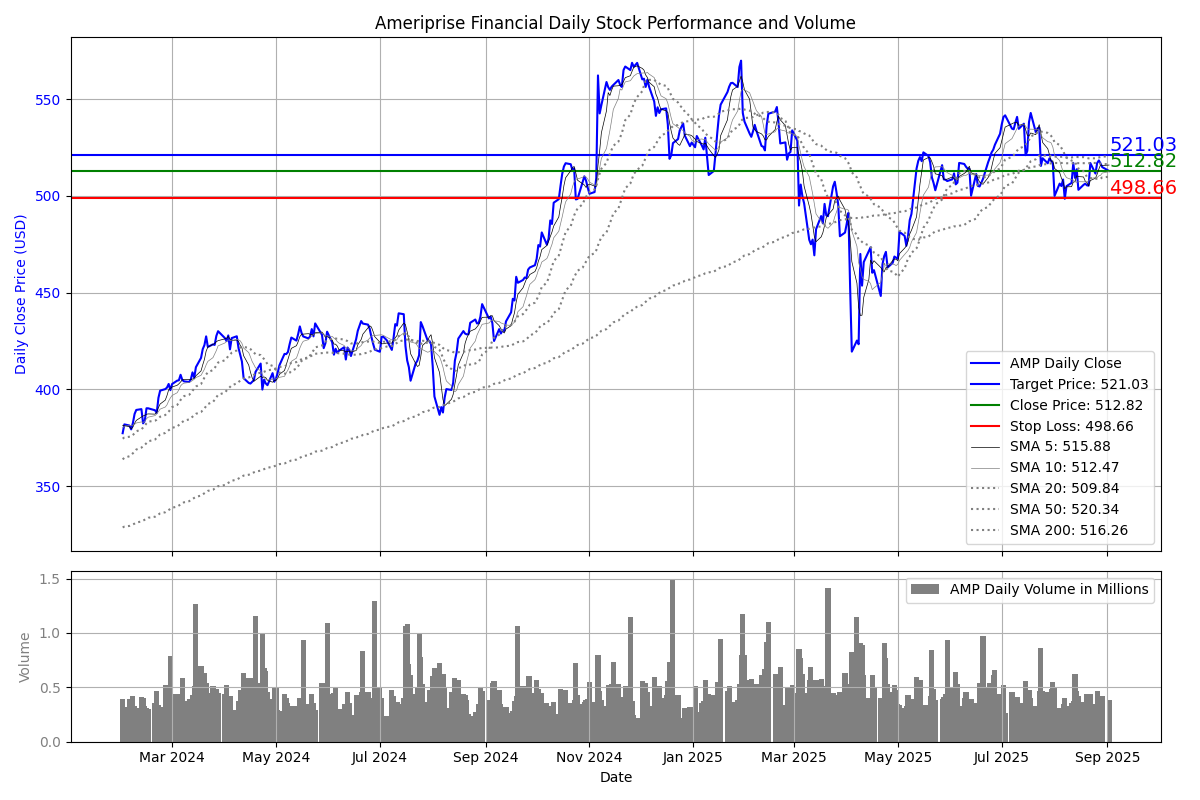 Ameriprise Financial Daily Stock Performance and Volume
Daily Close Price (USD)
550
500
450
400
350
521.03
512.82
498.66
AMP Daily Close
Target Price: 521.03
Close Price: 512.82
Stop Loss: 498.66
SMA 5: 515.88
SMA 10: 512.47
SMA 20: 509.84
SMA 50: 520.34
SMA 200: 516.26
Volume
1.5
1.0
0.5
0.0
AMP Daily Volume in Millions
Mar 2024 May 2024 Jul 2024 Sep 2024 Nov 2024 Jan 2025 Mar 2025 May 2025 Jul 2025 Sep 2025
Date